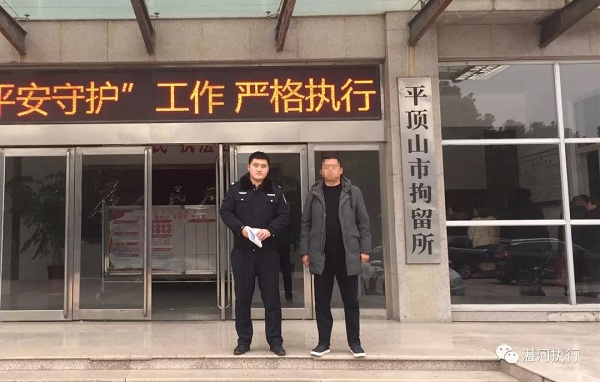 平安守护” 工作 严格执行
平顶山市拘留所
湛河执行